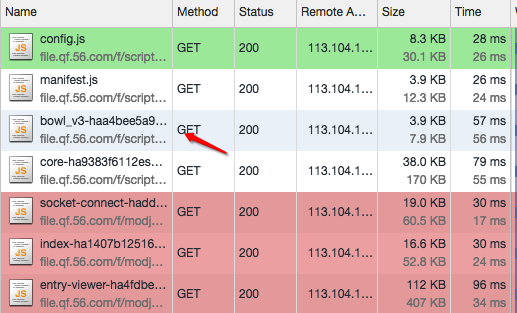 Name Method Status Remote A... Size Time
JS config.js GET 200 113.104.1... 8.3 KB 28 ms
file.qf.56.com/f/script... 30.1 KB 26 ms
JS manifest.js GET 200 113.104.1... 3.9 KB 26 ms
file.qf.56.com/f/script... 12.3 KB 24 ms
JS bowl_v3-haa4bee5a9... GET 200 113.104.1... 3.9 KB 57 ms
file.qf.56.com/f/script... 7.9 KB 56 ms
JS core-ha9383f6112es... GET 200 113.104.1... 38.0 KB 79 ms
file.qf.56.com/f/script... 170 KB 55 ms
JS socket-connect-hadd... GET 200 113.104.1... 19.0 KB 30 ms
file.qf.56.com/f/modj... 60.5 KB 17 ms
JS index-ha1407b12516... GET 200 113.104.1... 16.6 KB 30 ms
file.qf.56.com/f/modj... 52.8 KB 24 ms
JS entry-viewer-ha4fdbe... GET 200 113.104.1... 112 KB 96 ms
file.qf.56.com/f/modj... 407 KB 34 ms